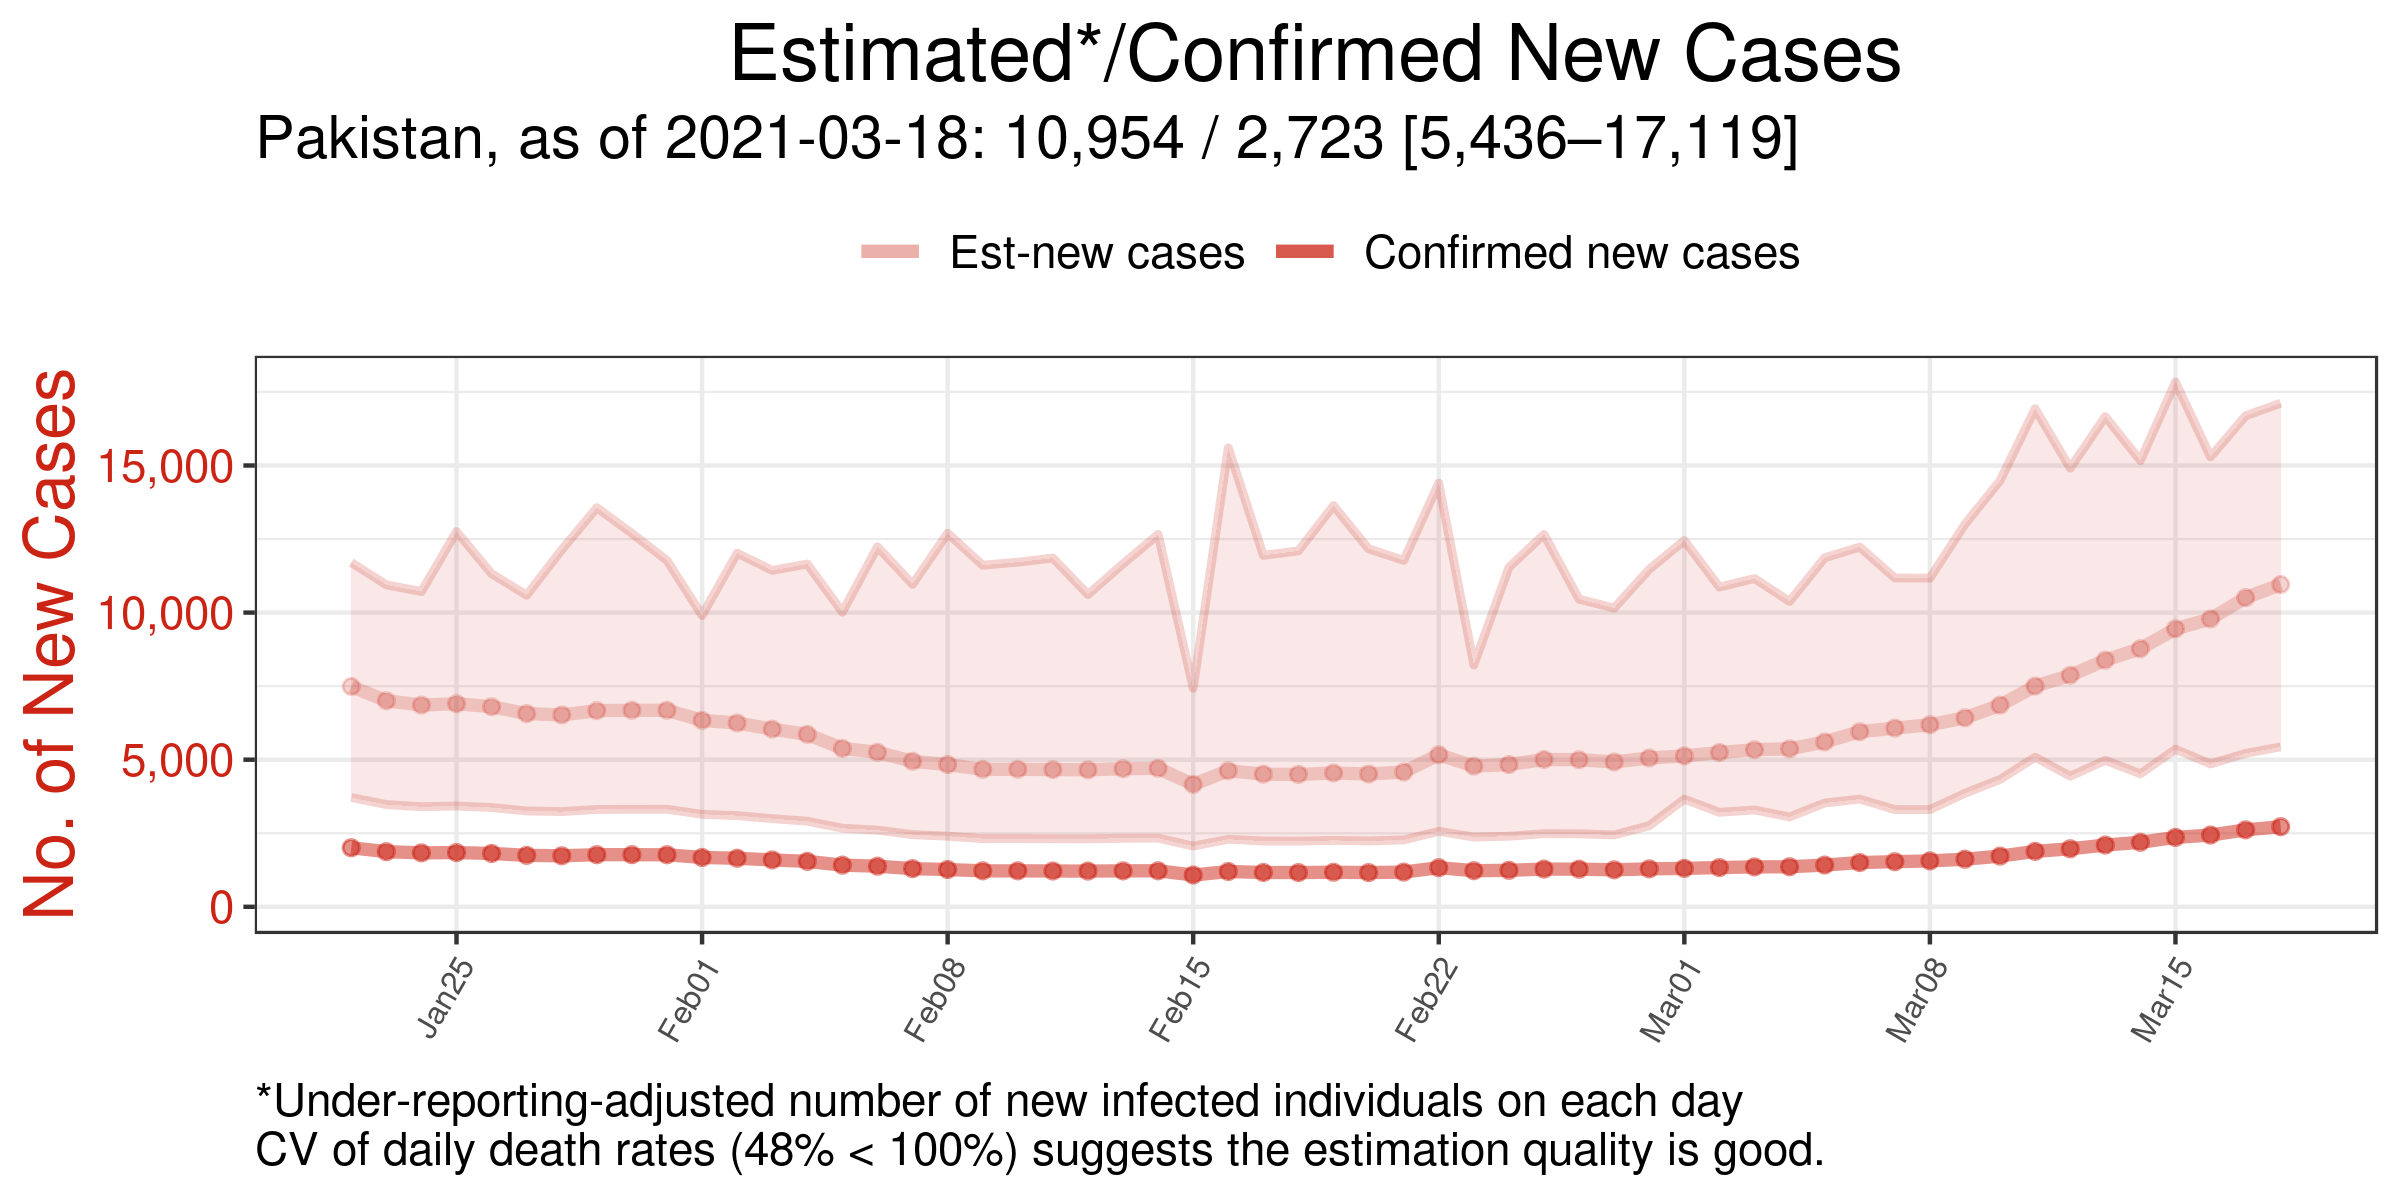 Estimated*/Confirmed New Cases
Pakistan, as of 2021-03-18: 10,954 / 2,723 [5,436–17,119]
Est-new cases Confirmed new cases
No. of New Cases
15,000
10,000
5,000
0
Jan25 Feb01 Feb08 Feb15 Feb22 Mar01 Mar08 Mar15
*Under-reporting-adjusted number of new infected individuals on each day
CV of daily death rates (48% < 100%) suggests the estimation quality is good.